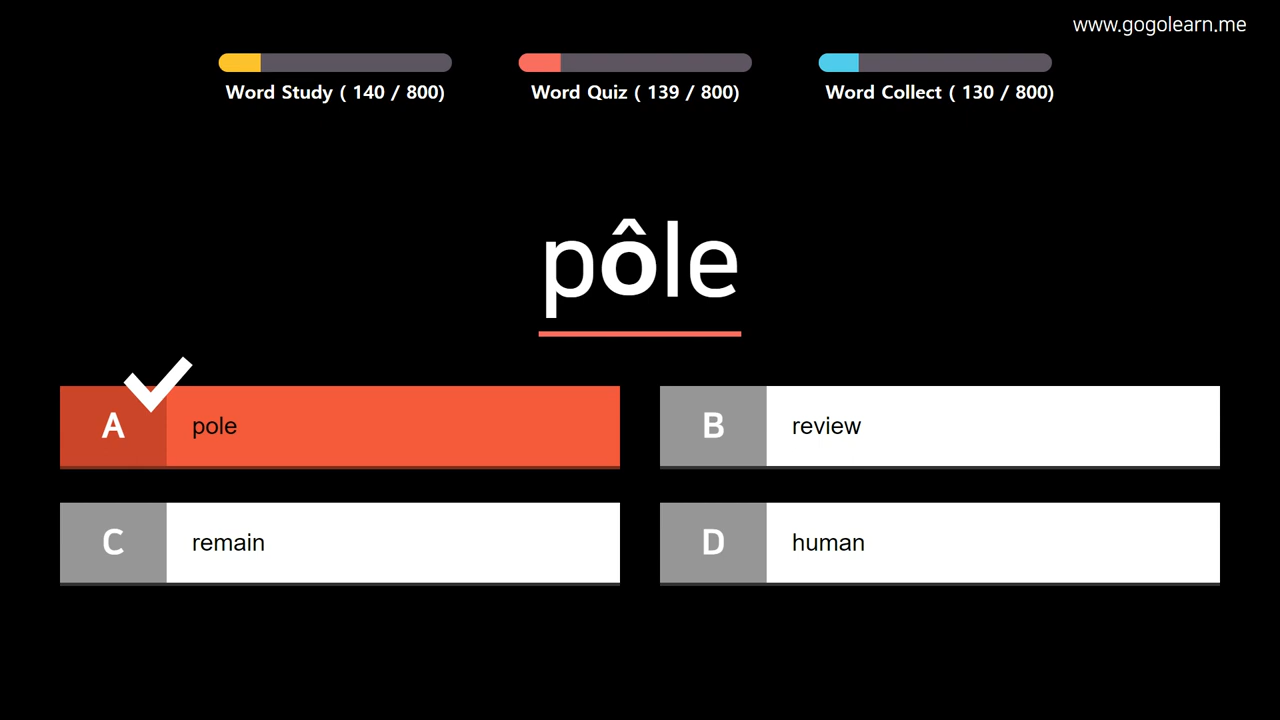 www.gogolearn.me
Word Study ( 140 / 800)
Word Quiz ( 139 / 800)
Word Collect ( 130 / 800)
pôle
A
pole
B
review
C
remain
D
human